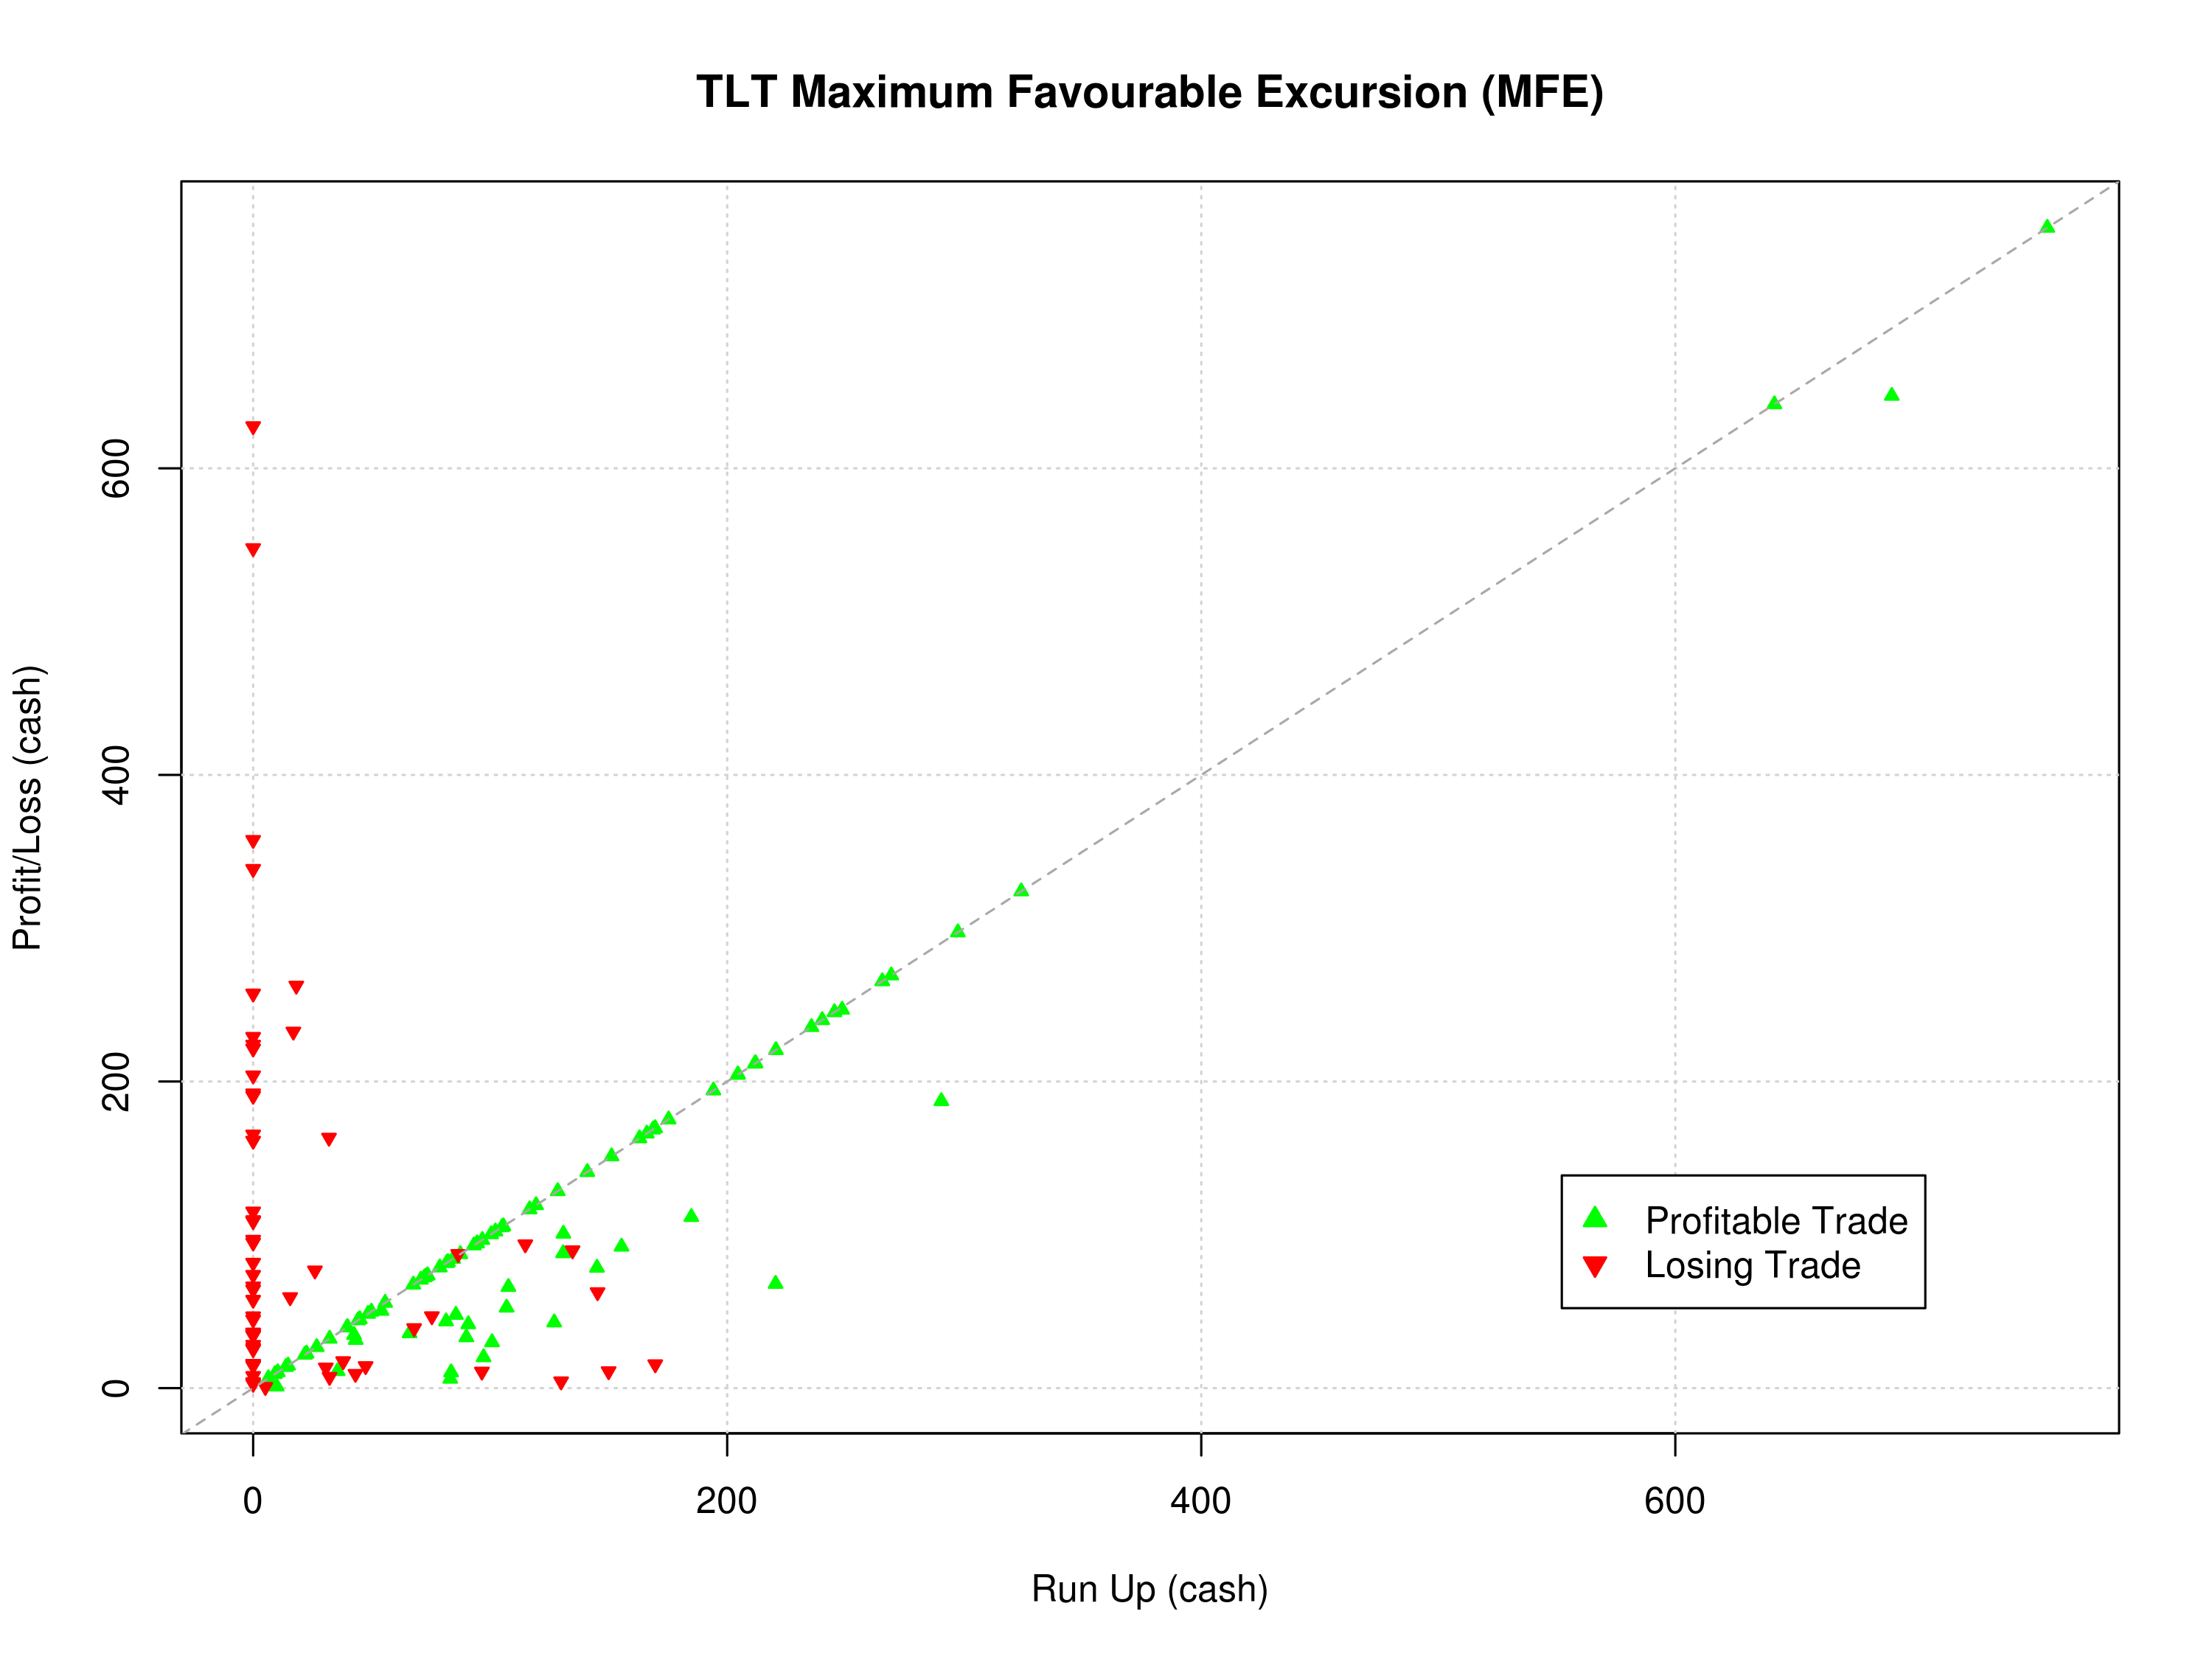 TLT Maximum Favourable Excursion (MFE)
Profit/Loss (cash)
600
400
200
0
Profitable Trade
Losing Trade
0 200 400 600
Run Up (cash)